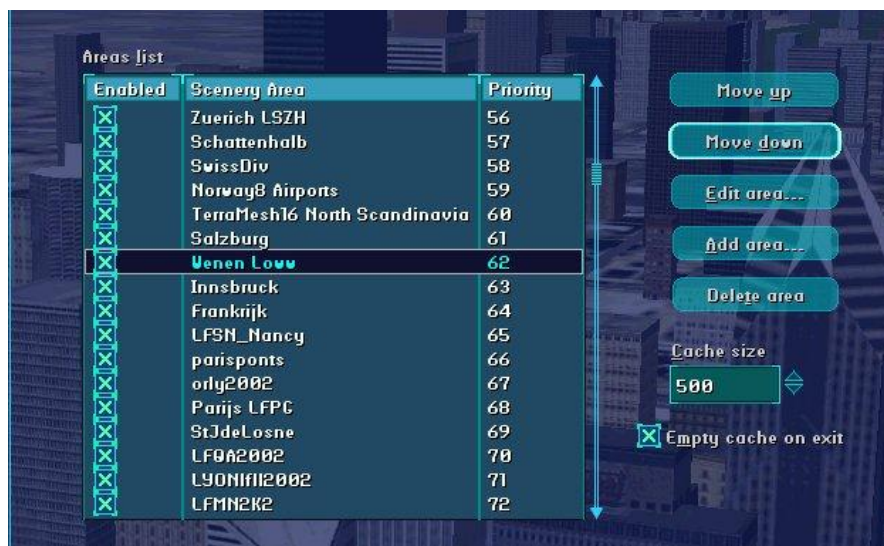 Areas list
Enabled Scenery Area Priority
Zuerich LSZH 56
Schattenhalb 57
SwissDiv 58
Norway8 Airports 59
TerraMesh16 North Scandinavia 60
Salzburg 61
Wenen Loww 62
Innsbruck 63
Frankrijk 64
LFSN_Nancy 65
parisponts 66
orly2002 67
Parijs LFPG 68
StJdeLosne 69
LFQA2002 70
LYONlfll2002 71
LFMN2K2 72
Move up
Move down
Edit area...
Add area...
Delete area
Cache size
500
Empty cache on exit